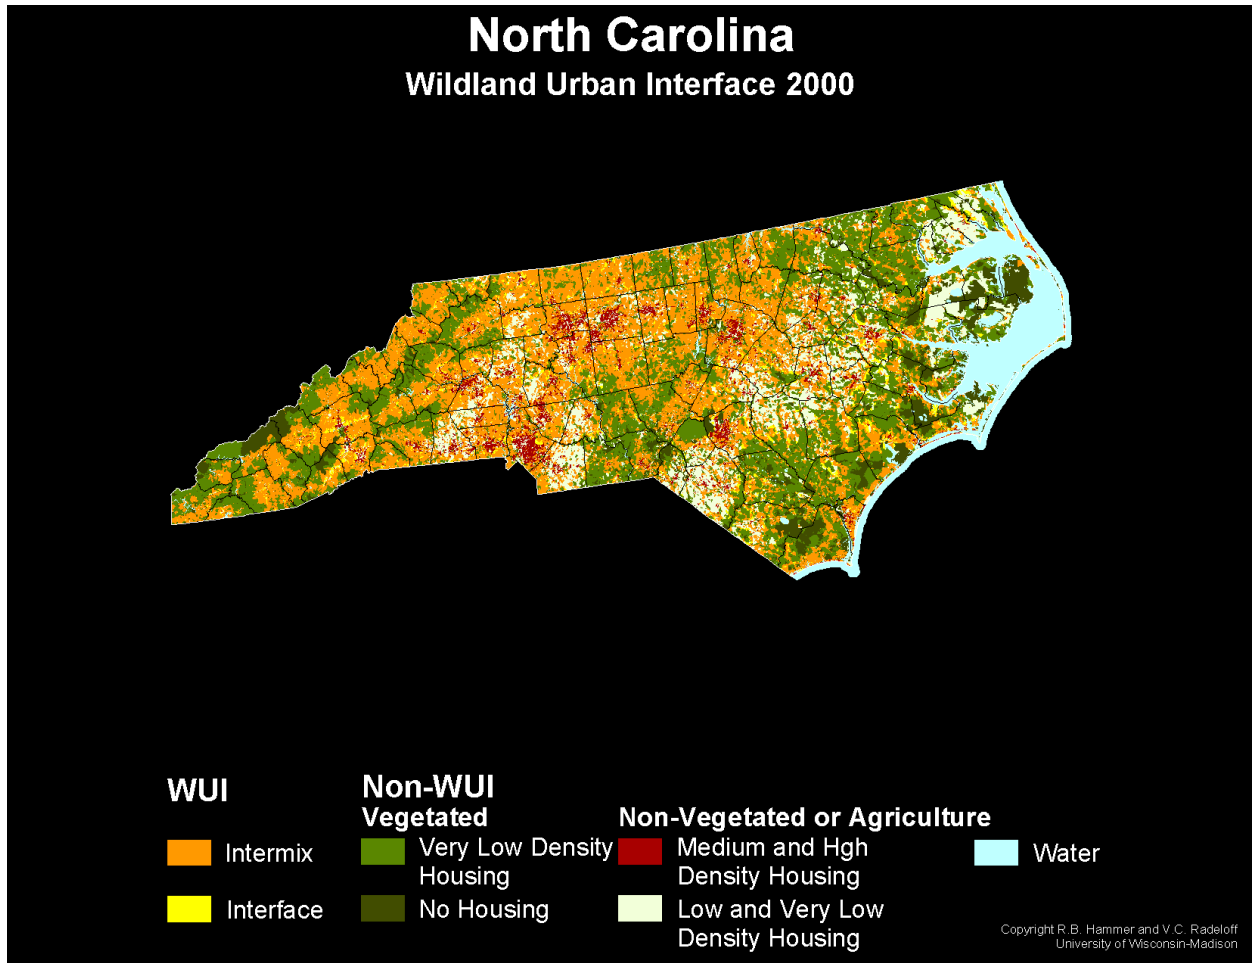 North Carolina
Wildland Urban Interface 2000
WUI
Intermix
Interface
Non-WUI
Vegetated
Very Low Density
Housing
No Housing
Non-Vegetated or Agriculture
Medium and Hgh
Density Housing
Low and Very Low
Density Housing
Water
Copyright R.B. Hammer and V.C. Radeloff
University of Wisconsin-Madison